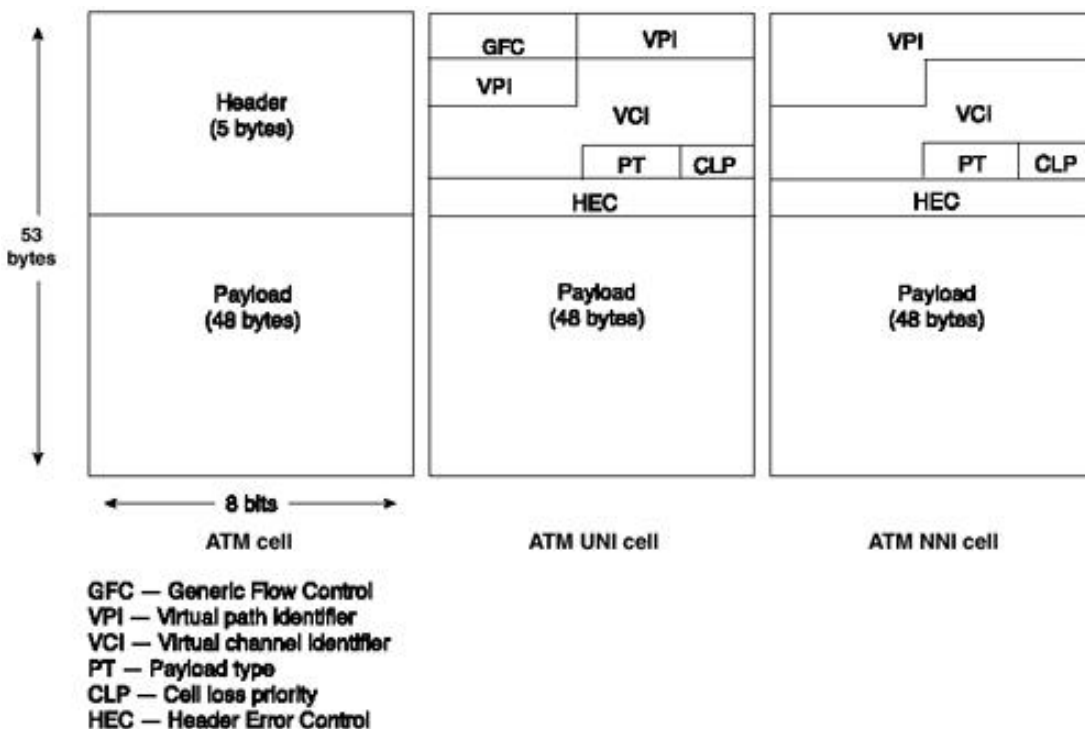 53
bytes
Header
(5 bytes)
Payload
(48 bytes)
8 bits
ATM cell
GFC
VPI
VPI
VCI
PT
CLP
HEC
Payload
(48 bytes)
ATM UNI cell
VPI
VCI
PT
CLP
HEC
Payload
(48 bytes)
ATM NNI cell
GFC — Generic Flow Control
VPI — Virtual path identifier
VCI — Virtual channel identifier
PT — Payload type
CLP — Cell loss priority
HEC — Header Error Control